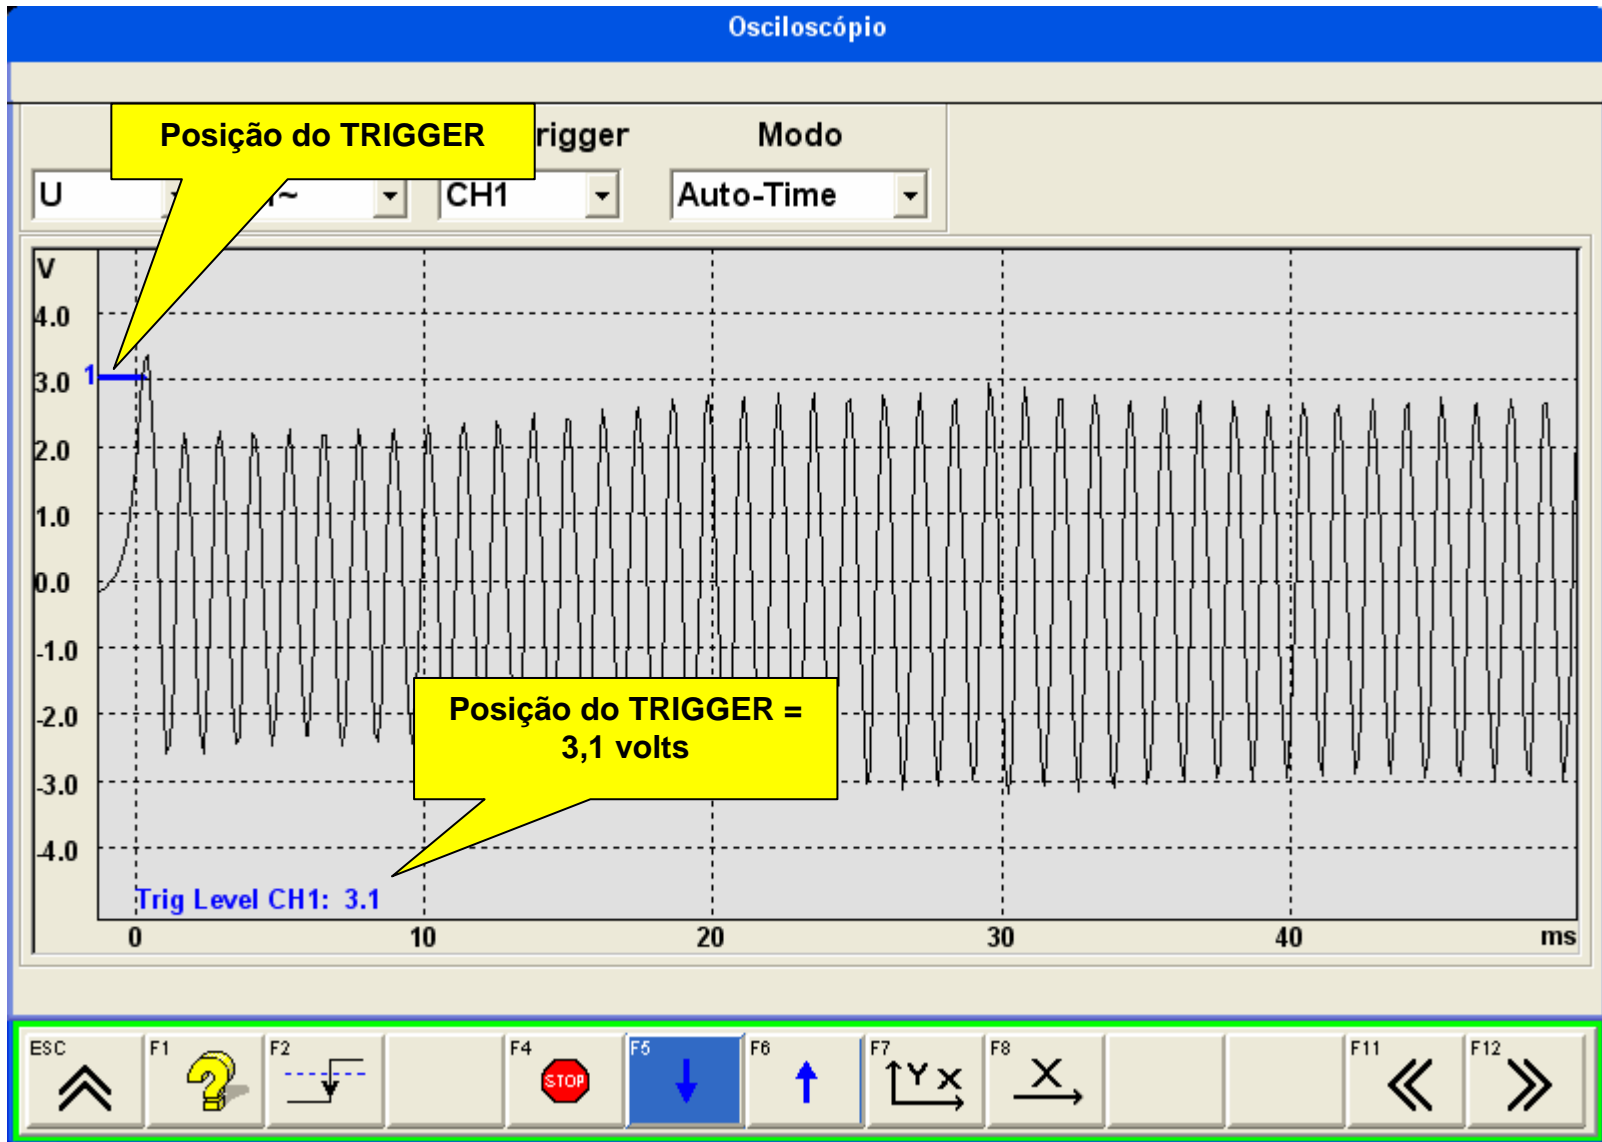 Osciloscópio
Posição do TRIGGER
rigger
Modo
U
~
CH1
Auto-Time
V
4.0
3.0
1
2.0
1.0
0.0
-1.0
-2.0
-3.0
-4.0
Posição do TRIGGER =
3,1 volts
Trig Level CH1: 3.1
0 10 20 30 40 ms
ESC F1 F2 F4 F5 F6 F7 F8 F11 F12
? STOP Y X X